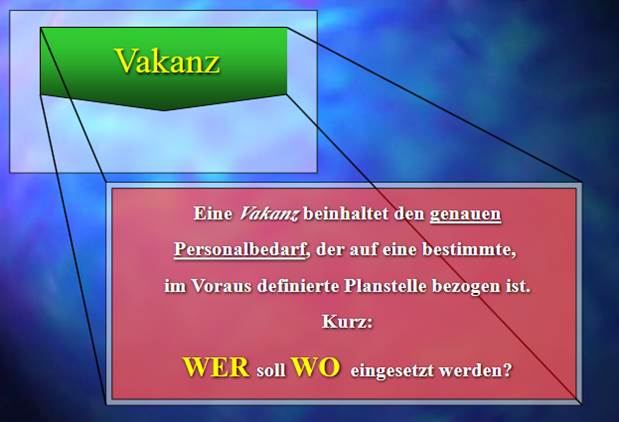 Vakanz
Eine Vakanz beinhaltet den genauen
Personalbedarf, der auf eine bestimmte,
im Voraus definierte Planstelle bezogen ist.
Kurz:
WER soll WO eingesetzt werden?